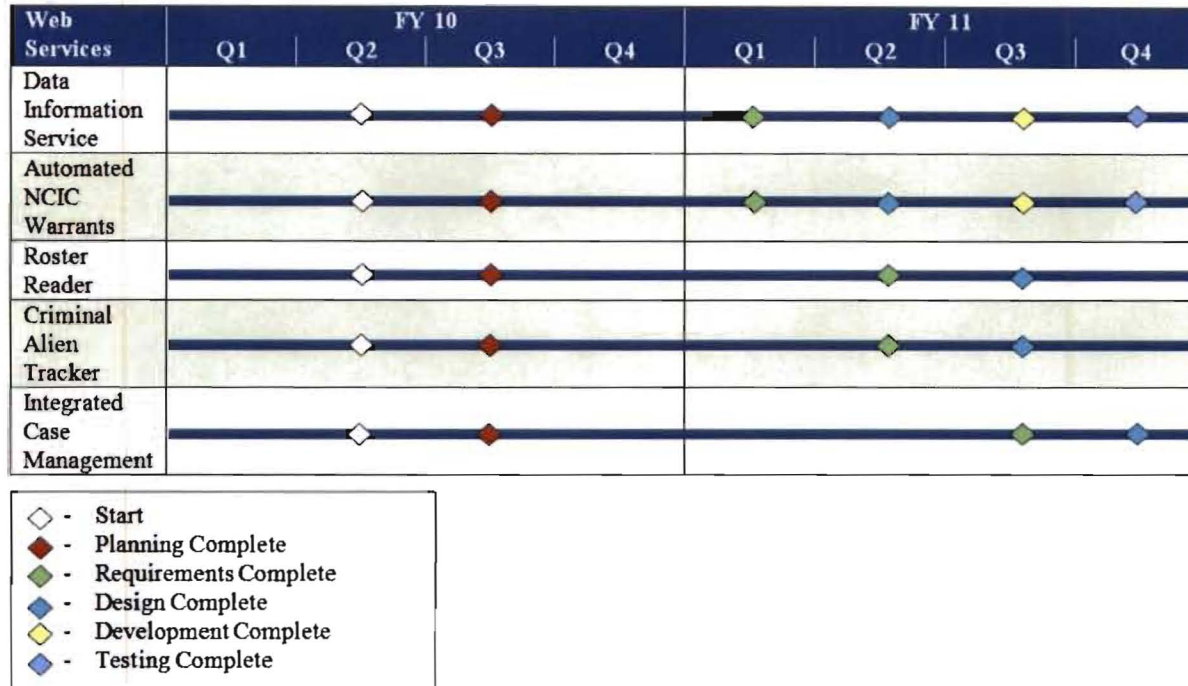 Web Services
FY 10
FY 11
Q1 Q2 Q3 Q4 Q1 Q2 Q3 Q4
Data
Information
Service
Automated
NCIC
Warrants
Roster
Reader
Criminal
Alien
Tracker
Integrated
Case
Management
- Start
- Planning Complete
- Requirements Complete
- Design Complete
- Development Complete
- Testing Complete